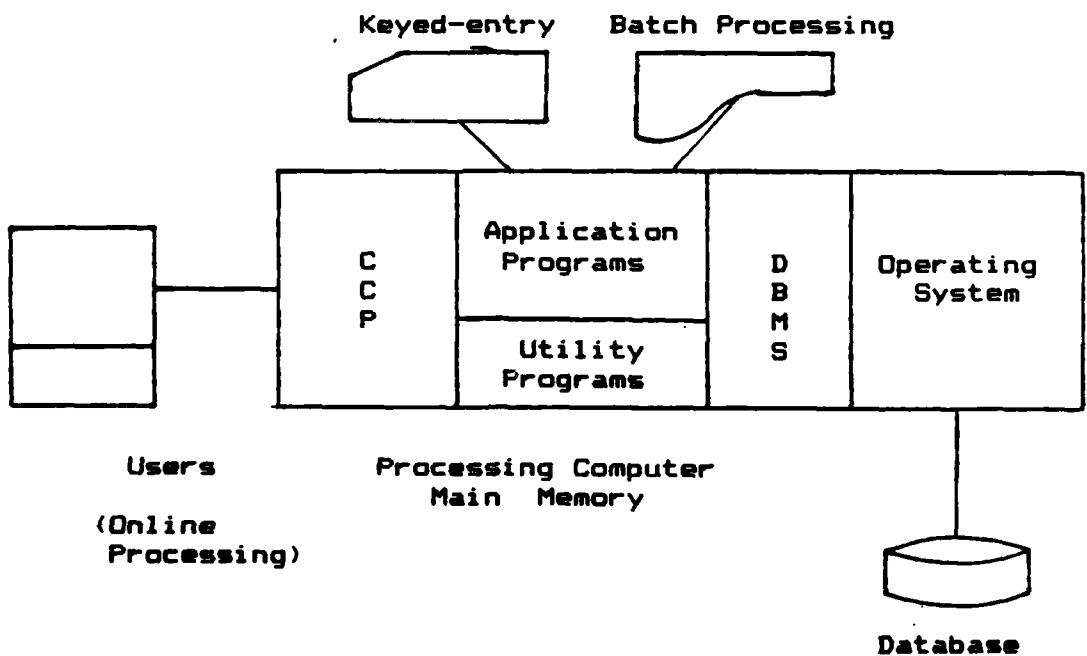 Keyed-entry Batch Processing
C
C
P
Application
Programs
Utility
Programs
D
B
M
S
Operating
System
Users
(Online
Processing)
Processing Computer
Main Memory
Database